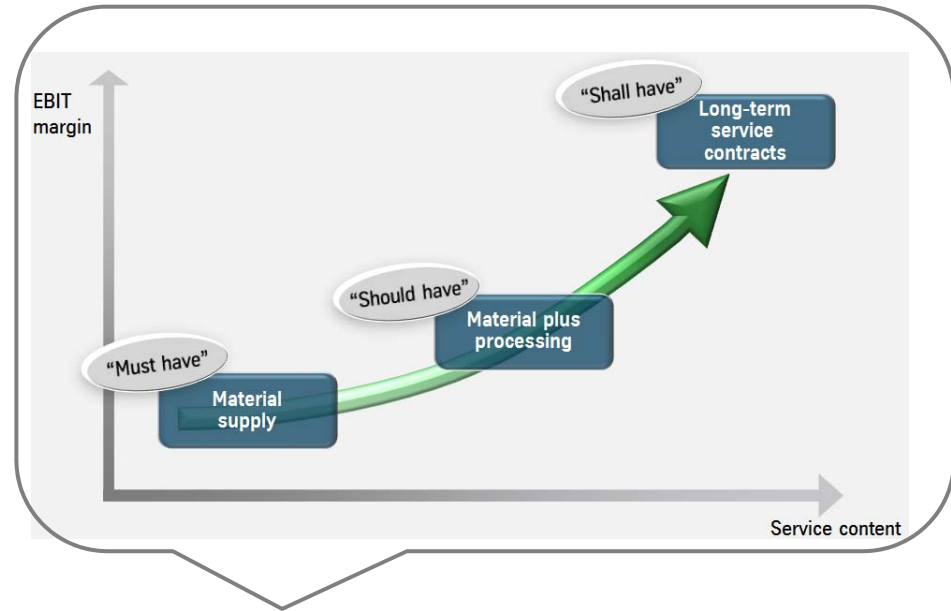 EBIT
margin
“Shall have”
Long-term
service
contracts
“Should have”
Material plus
processing
“Must have”
Material
supply
Service content